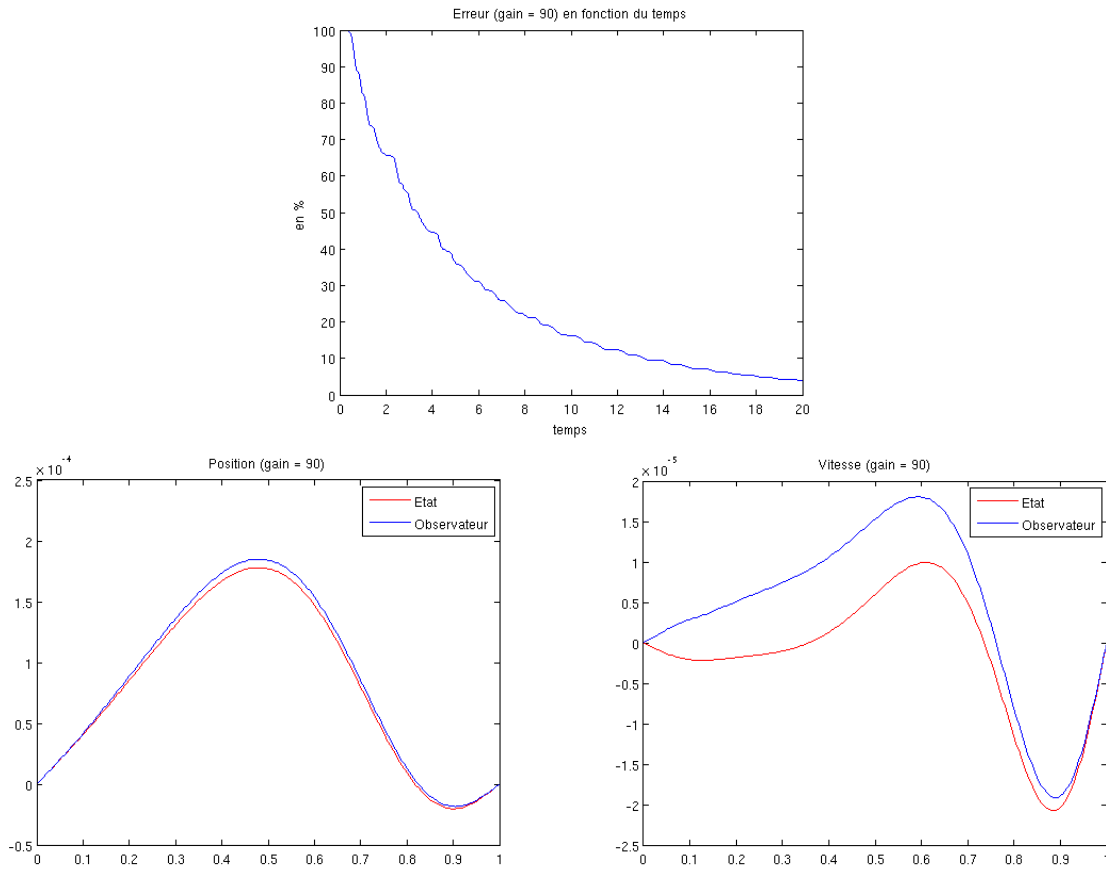 Erreur (gain = 90) en fonction du temps
100
90
80
70
60
50
40
30
20
10
0
en %
0 2 4 6 8 10 12 14 16 18 20
temps
Position (gain = 90)
× 10⁻⁴
2.5
2
1.5
1
0.5
0
-0.5
Etat
Observateur
0 0.1 0.2 0.3 0.4 0.5 0.6 0.7 0.8 0.9 1
Vitesse (gain = 90)
× 10⁻⁵
2
1.5
1
0.5
0
-0.5
-1
-1.5
-2
-2.5
Etat
Observateur
0 0.1 0.2 0.3 0.4 0.5 0.6 0.7 0.8 0.9 1